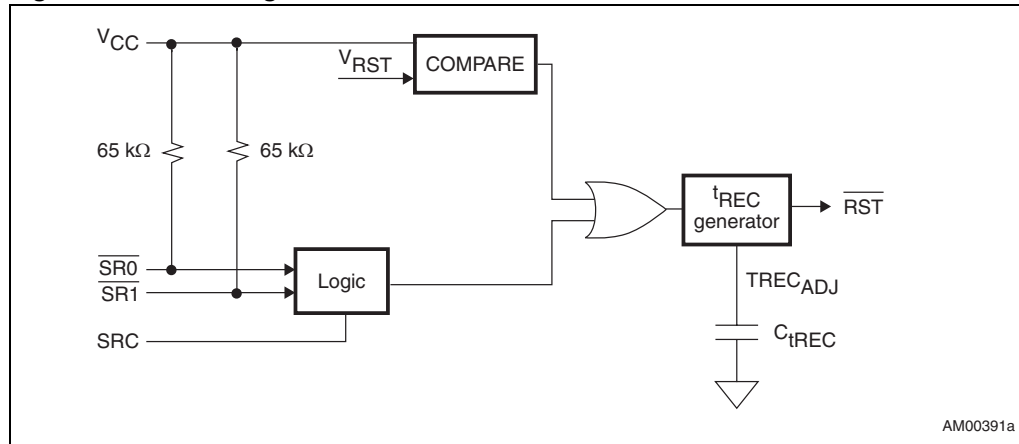 VCC
VRST
COMPARE
65 kΩ
65 kΩ
tREC
generator
RST
SR0
SR1
Logic
TRECADJ
SRC
CtREC
AM00391a